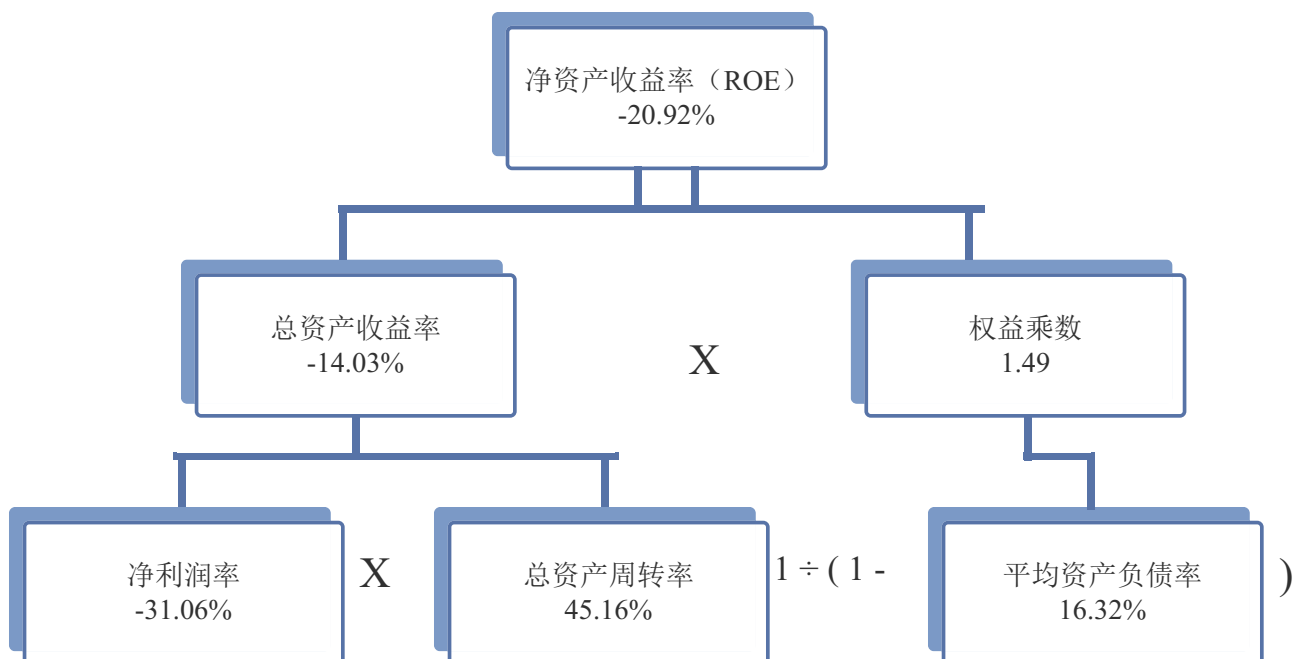 净资产收益率（ROE）
-20.92%
总资产收益率
-14.03%
X
权益乘数
1.49
净利润率
-31.06%
X
总资产周转率
45.16%
1 ÷ ( 1 -
平均资产负债率
16.32%
)